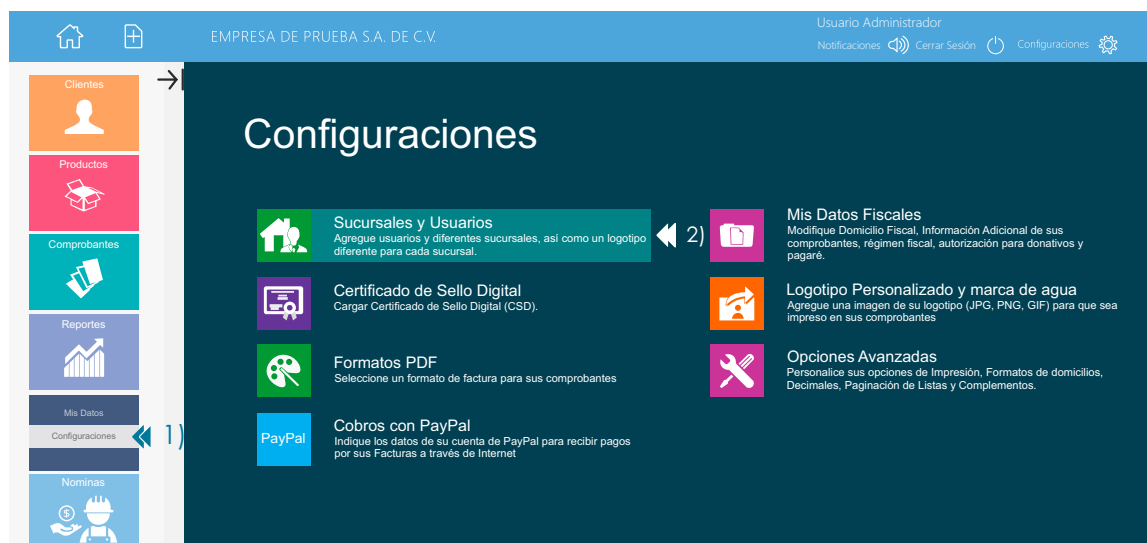 Usuario Administrador
EMPRESA DE PRUEBA S.A. DE C.V.
Notificaciones Cerrar Sesión Configuraciones
Clientes
Productos
Comprobantes
Reportes
Mis Datos
Configuraciones
1)
Nominas
Configuraciones
Sucursales y Usuarios
Agregue usuarios y diferentes sucursales, así como un logotipo
diferente para cada sucursal.
2)
Mis Datos Fiscales
Modifique Domicilio Fiscal, Información Adicional de sus
comprobantes, régimen fiscal, autorización para donativos y
pagaré.
Certificado de Sello Digital
Cargar Certificado de Sello Digital (CSD).
Logotipo Personalizado y marca de agua
Agregue una imagen de su logotipo (JPG, PNG, GIF) para que sea
impreso en sus comprobantes
Formatos PDF
Seleccione un formato de factura para sus comprobantes
Opciones Avanzadas
Personalice sus opciones de Impresión, Formatos de domicilios,
Decimales, Paginación de Listas y Complementos.
PayPal
Cobros con PayPal
Indique los datos de su cuenta de PayPal para recibir pagos
por sus Facturas a través de Internet